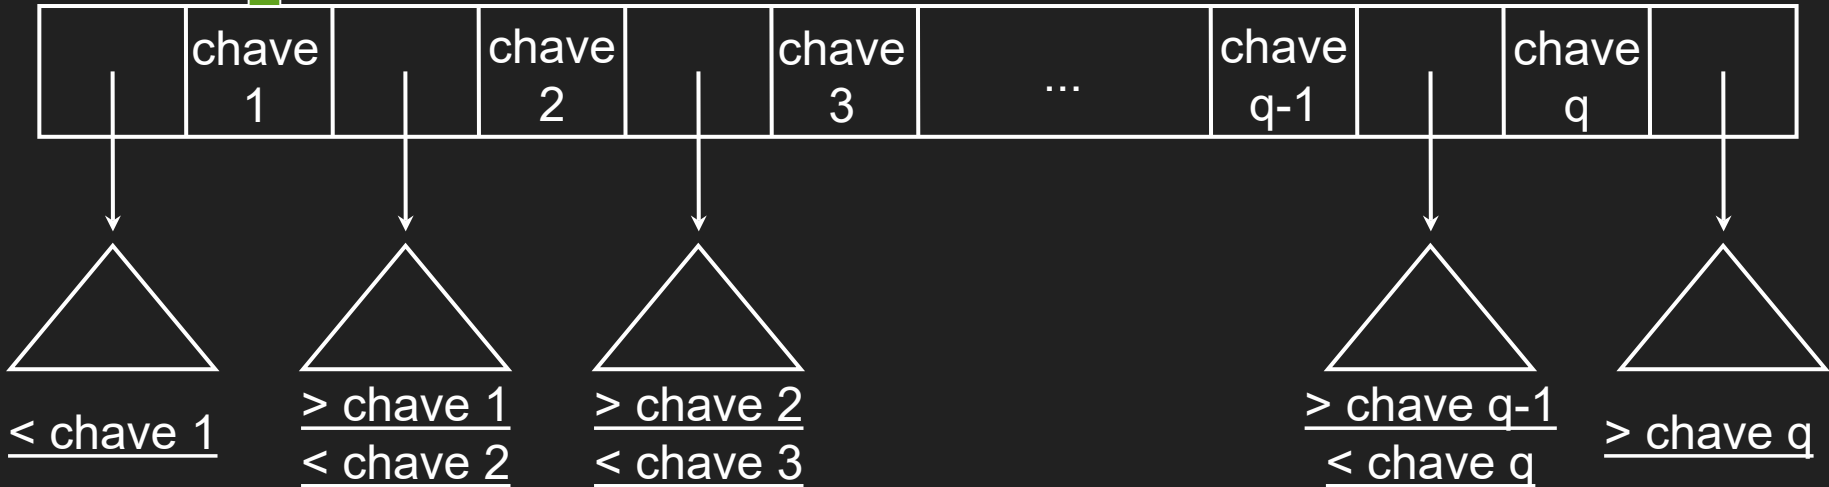 chave
1
chave
2
chave
3
...
chave
q-1
chave
q
< chave 1
> chave 1
< chave 2
> chave 2
< chave 3
> chave q-1
< chave q
> chave q